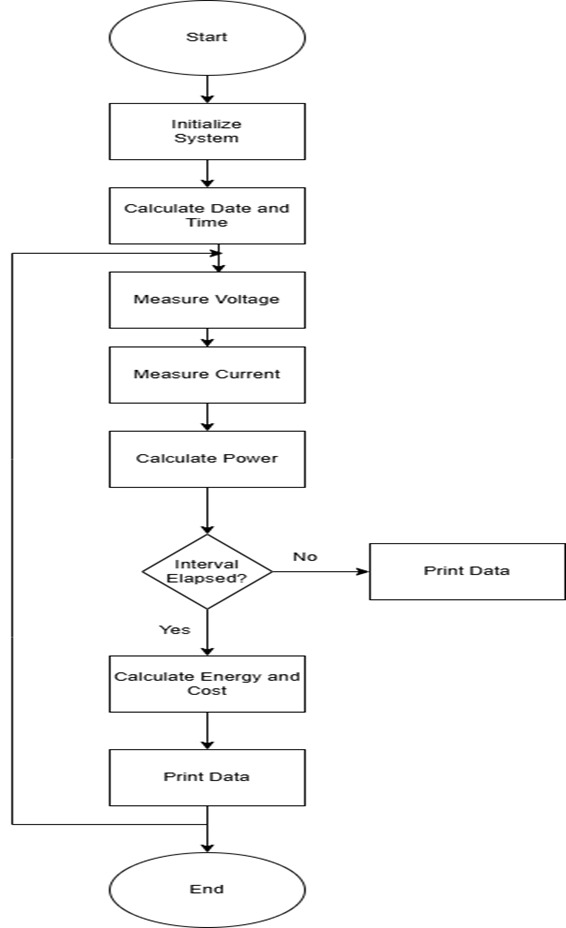 Start
Initialize
System
Calculate Date and
Time
Measure Voltage
Measure Current
Calculate Power
Interval
Elapsed?
No
Print Data
Yes
Calculate Energy and
Cost
Print Data
End